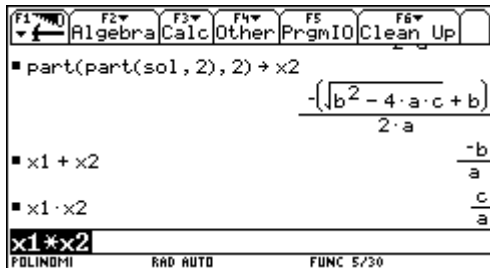 F1 F2 Algebra F3 Calc F4 Other F5 PrgmIO F6 Clean Up
▪ part(part(sol,2),2) → x2
-(√(b² - 4·a·c) + b)
2·a
▪ x1 + x2 -b/a
▪ x1·x2 c/a
x1*x2
POLINOMI RAD AUTO FUNC 5/30